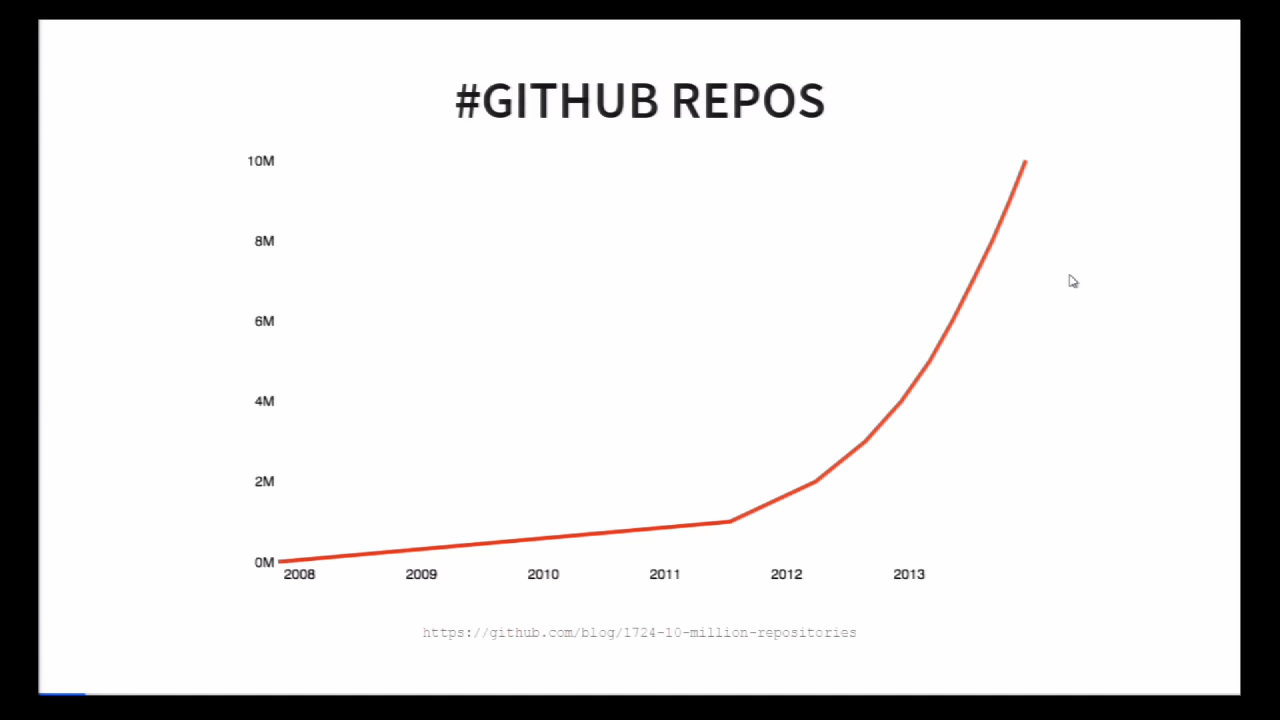 #GITHUB REPOS
10M
8M
6M
4M
2M
0M
2008 2009 2010 2011 2012 2013
https://github.com/blog/1724-10-million-repositories